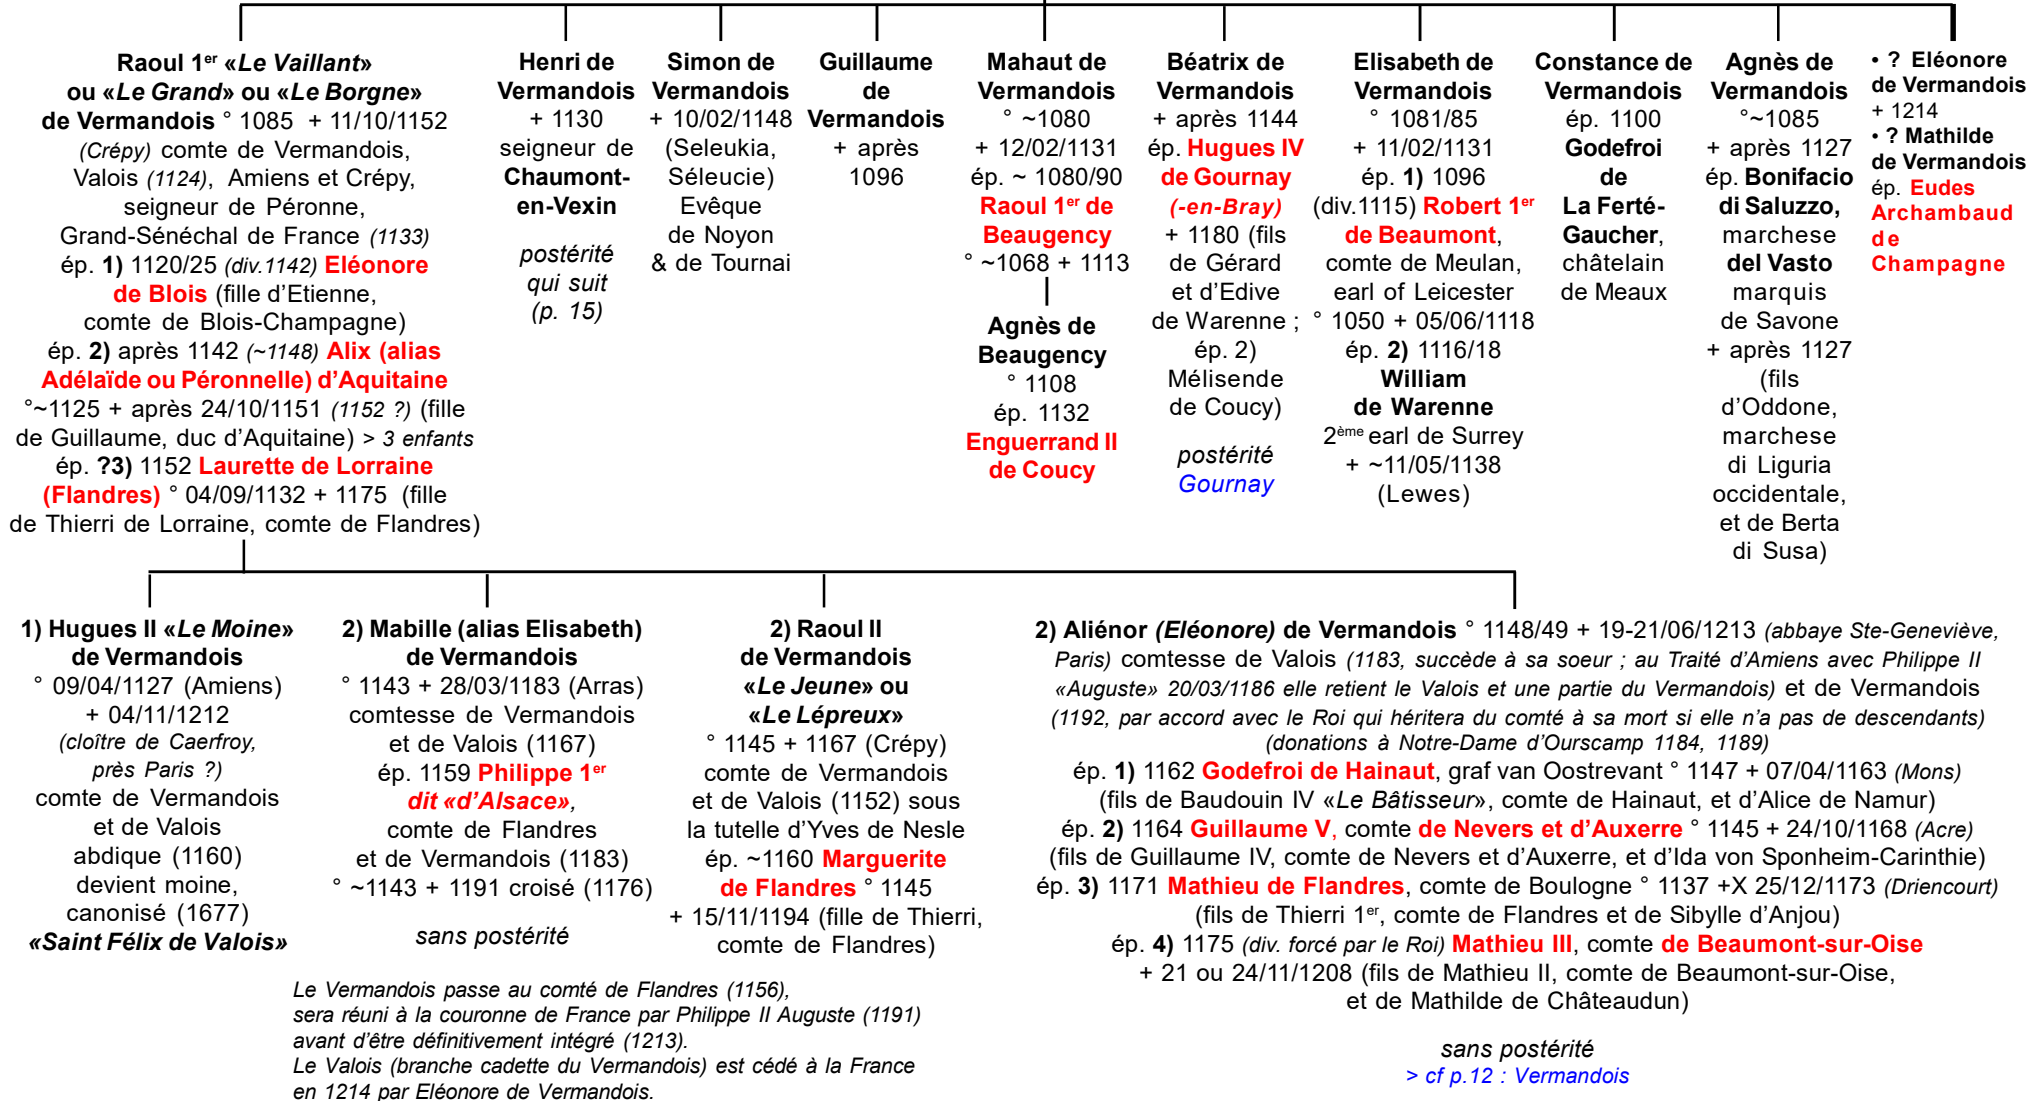 Raoul 1er «Le Vaillant»
ou «Le Grand» ou «Le Borgne»
de Vermandois ° 1085 + 11/10/1152
(Crépy) comte de Vermandois,
Valois (1124), Amiens et Crépy,
seigneur de Péronne,
Grand-Sénéchal de France (1133)
ép. 1) 1120/25 (div.1142) Eléonore
de Blois (fille d'Etienne,
comte de Blois-Champagne)
ép. 2) après 1142 (~1148) Alix (alias
Adélaïde ou Péronnelle) d'Aquitaine
°~1125 + après 24/10/1151 (1152 ?) (fille
de Guillaume, duc d'Aquitaine) > 3 enfants
ép. ?3) 1152 Laurette de Lorraine
(Flandres) ° 04/09/1132 + 1175 (fille
de Thierri de Lorraine, comte de Flandres)
Henri de
Vermandois
+ 1130
seigneur de
Chaumont-
en-Vexin
postérité
qui suit
(p. 15)
Simon de
Vermandois
+ 10/02/1148
(Seleukia,
Séleucie)
Evêque
de Noyon
& de Tournai
Guillaume
de
Vermandois
+ après
1096
Mahaut de
Vermandois
° ~1080
+ 12/02/1131
ép. ~ 1080/90
Raoul 1er de
Beaugency
° ~1068 + 1113
Agnès de
Beaugency
° 1108
ép. 1132
Enguerrand II
de Coucy
Béatrix de
Vermandois
+ après 1144
ép. Hugues IV
de Gournay
(-en-Bray)
+ 1180 (fils
de Gérard
et d'Edive
de Warenne ;
ép. 2)
Mélisende
de Coucy)
postérité
Gournay
Elisabeth de
Vermandois
° 1081/85
+ 11/02/1131
ép. 1) 1096
(div.1115) Robert 1er
de Beaumont,
comte de Meulan,
earl of Leicester
° 1050 + 05/06/1118
ép. 2) 1116/18
William
de Warenne
2ème earl de Surrey
+ ~11/05/1138
(Lewes)
Constance de
Vermandois
ép. 1100
Godefroi
de
La Ferté-
Gaucher,
châtelain
de Meaux
Agnès de
Vermandois
°~1085
+ après 1127
ép. Bonifacio
di Saluzzo,
marchese
del Vasto
marquis
de Savone
+ après 1127
(fils
d'Oddone,
marchese
di Liguria
occidentale,
et de Berta
di Susa)
• ? Eléonore
de Vermandois
+ 1214
• ? Mathilde
de Vermandois
ép. Eudes
Archambaud
de
Champagne
1) Hugues II «Le Moine»
de Vermandois
° 09/04/1127 (Amiens)
+ 04/11/1212
(cloître de Caerfroy,
près Paris ?)
comte de Vermandois
et de Valois
abdique (1160)
devient moine,
canonisé (1677)
«Saint Félix de Valois»
2) Mabille (alias Elisabeth)
de Vermandois
° 1143 + 28/03/1183 (Arras)
comtesse de Vermandois
et de Valois (1167)
ép. 1159 Philippe 1er
dit «d'Alsace»,
comte de Flandres
et de Vermandois (1183)
° ~1143 + 1191 croisé (1176)
sans postérité
2) Raoul II
de Vermandois
«Le Jeune» ou
«Le Lépreux»
° 1145 + 1167 (Crépy)
comte de Vermandois
et de Valois (1152) sous
la tutelle d'Yves de Nesle
ép. ~1160 Marguerite
de Flandres ° 1145
+ 15/11/1194 (fille de Thierri,
comte de Flandres)
2) Aliénor (Eléonore) de Vermandois ° 1148/49 + 19-21/06/1213 (abbaye Ste-Geneviève,
Paris) comtesse de Valois (1183, succède à sa soeur ; au Traité d'Amiens avec Philippe II
«Auguste» 20/03/1186 elle retient le Valois et une partie du Vermandois) et de Vermandois
(1192, par accord avec le Roi qui héritera du comté à sa mort si elle n'a pas de descendants)
(donations à Notre-Dame d'Ourscamp 1184, 1189)
ép. 1) 1162 Godefroi de Hainaut, graf van Oostrevant ° 1147 + 07/04/1163 (Mons)
(fils de Baudouin IV «Le Bâtisseur», comte de Hainaut, et d'Alice de Namur)
ép. 2) 1164 Guillaume V, comte de Nevers et d'Auxerre ° 1145 + 24/10/1168 (Acre)
(fils de Guillaume IV, comte de Nevers et d'Auxerre, et d'Ida von Sponheim-Carinthie)
ép. 3) 1171 Mathieu de Flandres, comte de Boulogne ° 1137 +X 25/12/1173 (Driencourt)
(fils de Thierri 1er, comte de Flandres et de Sibylle d'Anjou)
ép. 4) 1175 (div. forcé par le Roi) Mathieu III, comte de Beaumont-sur-Oise
+ 21 ou 24/11/1208 (fils de Mathieu II, comte de Beaumont-sur-Oise,
et de Mathilde de Châteaudun)
sans postérité
> cf p.12 : Vermandois
Le Vermandois passe au comté de Flandres (1156),
sera réuni à la couronne de France par Philippe II Auguste (1191)
avant d'être définitivement intégré (1213).
Le Valois (branche cadette du Vermandois) est cédé à la France
en 1214 par Eléonore de Vermandois.